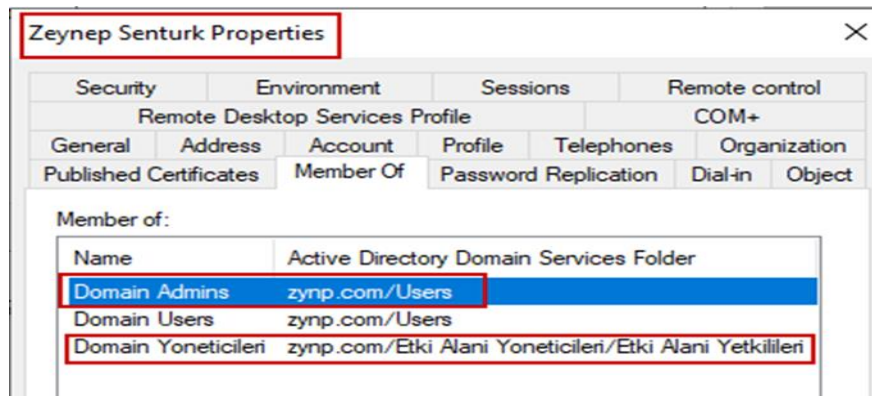 Zeynep Senturk Properties
Security Environment Sessions Remote control
Remote Desktop Services Profile COM+
General Address Account Profile Telephones Organization
Published Certificates Member Of Password Replication Dial-in Object
Member of:
Name Active Directory Domain Services Folder
Domain Admins zynp.com/Users
Domain Users zynp.com/Users
Domain Yoneticileri zynp.com/Etki Alani Yoneticileri/Etki Alani Yetkilileri